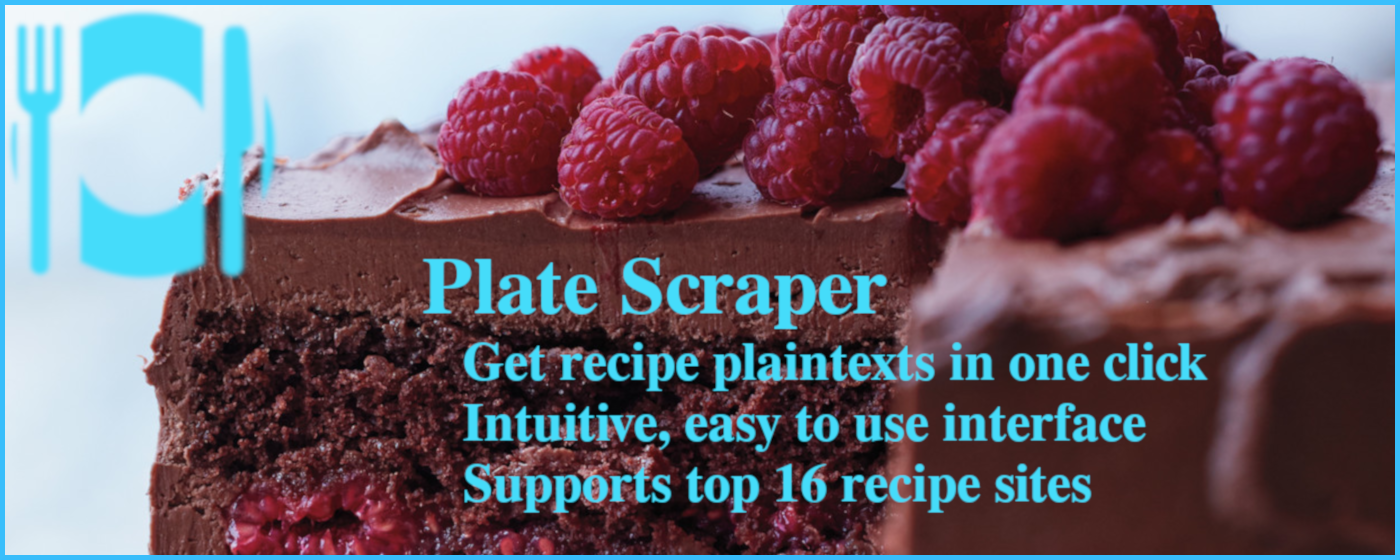 Plate Scraper
Get recipe plaintexts in one click
Intuitive, easy to use interface
Supports top 16 recipe sites